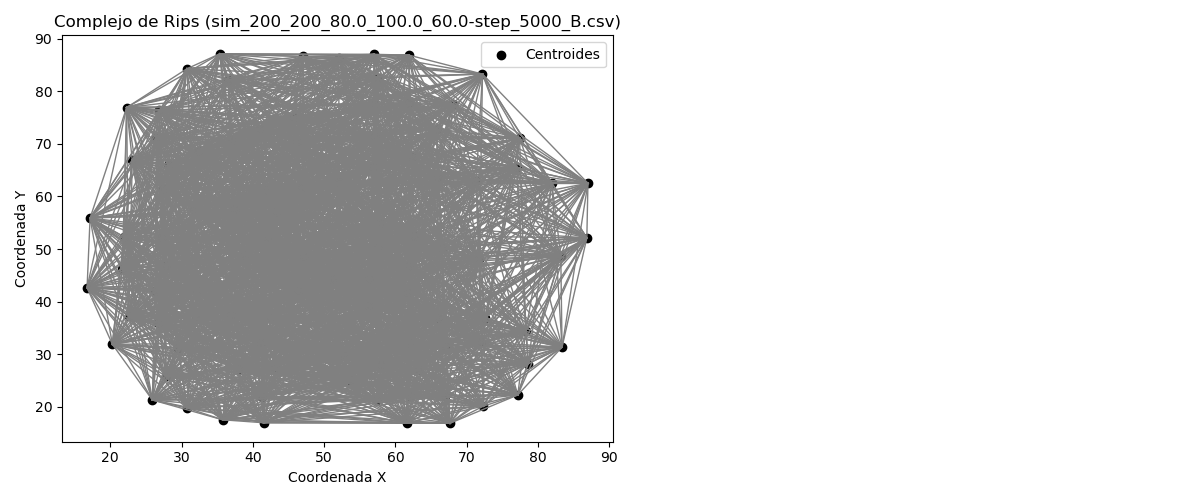 Complejo de Rips (sim_200_200_80.0_100.0_60.0-step_5000_B.csv)
Centroides
90
80
70
60
50
40
30
20
Coordenada Y
20 30 40 50 60 70 80 90
Coordenada X